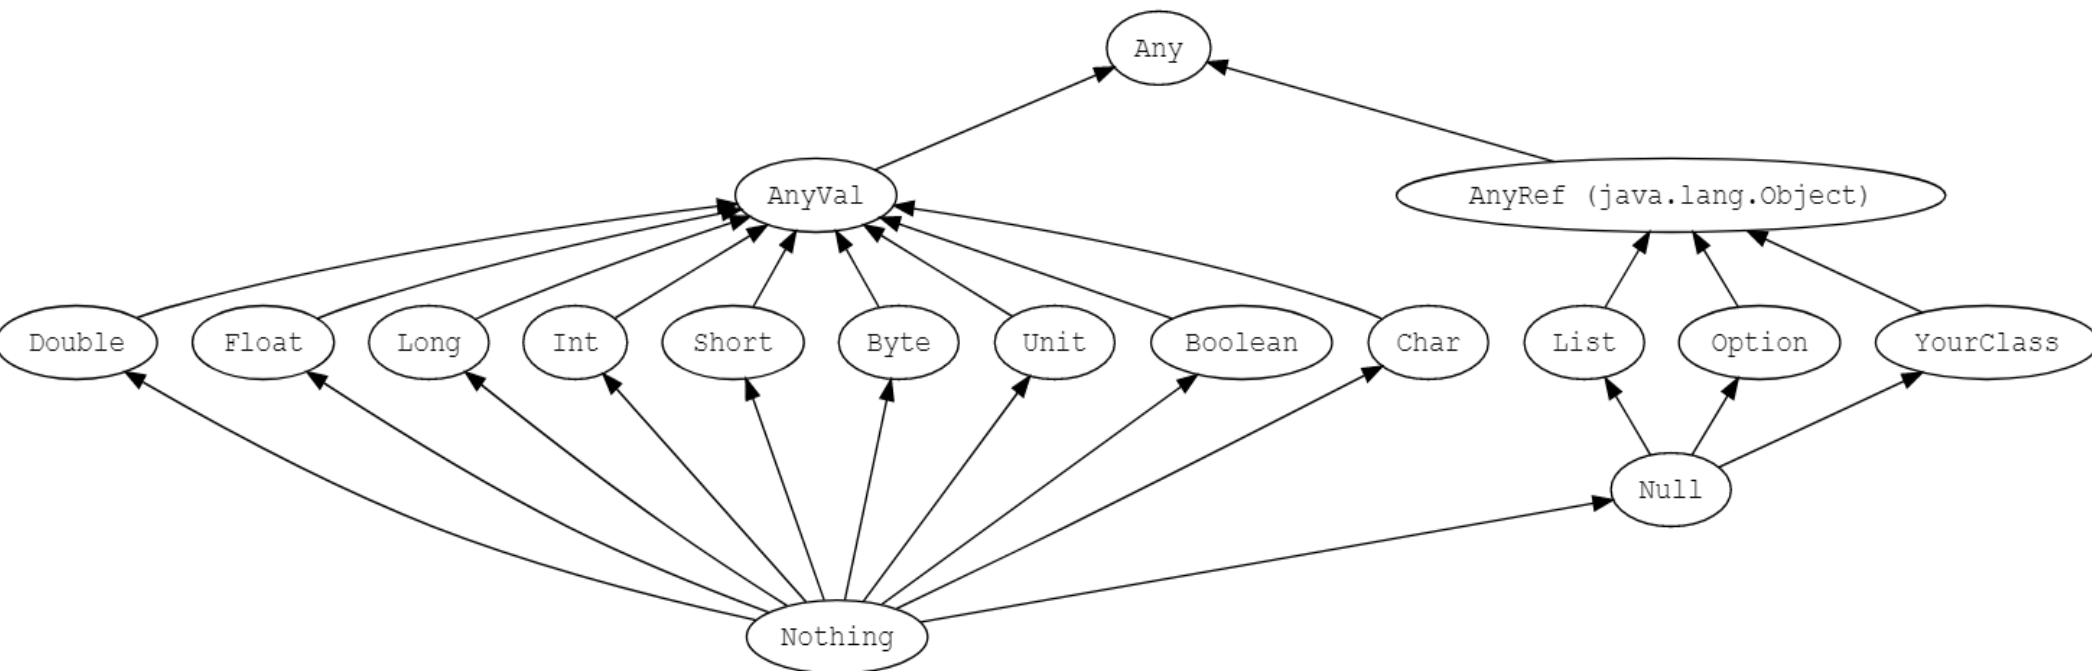 Any
AnyVal
AnyRef (java.lang.Object)
Double
Float
Long
Int
Short
Byte
Unit
Boolean
Char
List
Option
YourClass
Null
Nothing